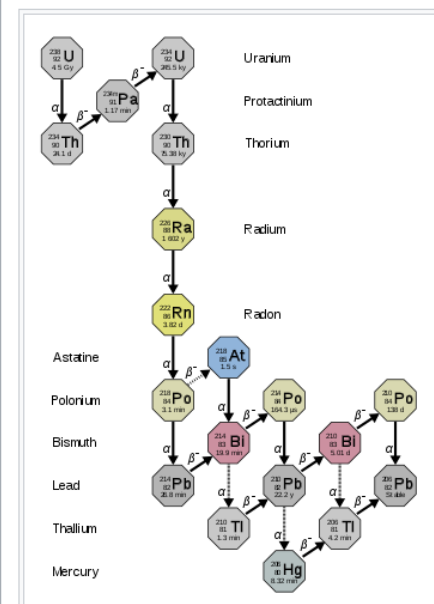 238 92 U 4.5 Gy
234 92 U 245.5 ky
Uranium
β⁻
β⁻
234m 91 Pa 1.17 min
Protactinium
α
α
234 90 Th 24.1 d
230 90 Th 75.38 ky
Thorium
α
226 88 Ra 1 602 y
Radium
α
222 86 Rn 3.82 d
Radon
α
Astatine
218 85 At 1.5 s
β⁻
Polonium
218 84 Po 3.1 min
214 84 Po 164.3 µs
210 84 Po 138 d
α
α
β⁻
α
β⁻
α
Bismuth
214 83 Bi 19.9 min
210 83 Bi 5.01 d
β⁻
β⁻
Lead
214 82 Pb 26.8 min
210 82 Pb 22.2 y
206 82 Pb Stable
α
β⁻
α
β⁻
Thallium
210 81 Tl 1.3 min
206 81 Tl 4.2 min
α
β⁻
Mercury
206 80 Hg 8.32 min